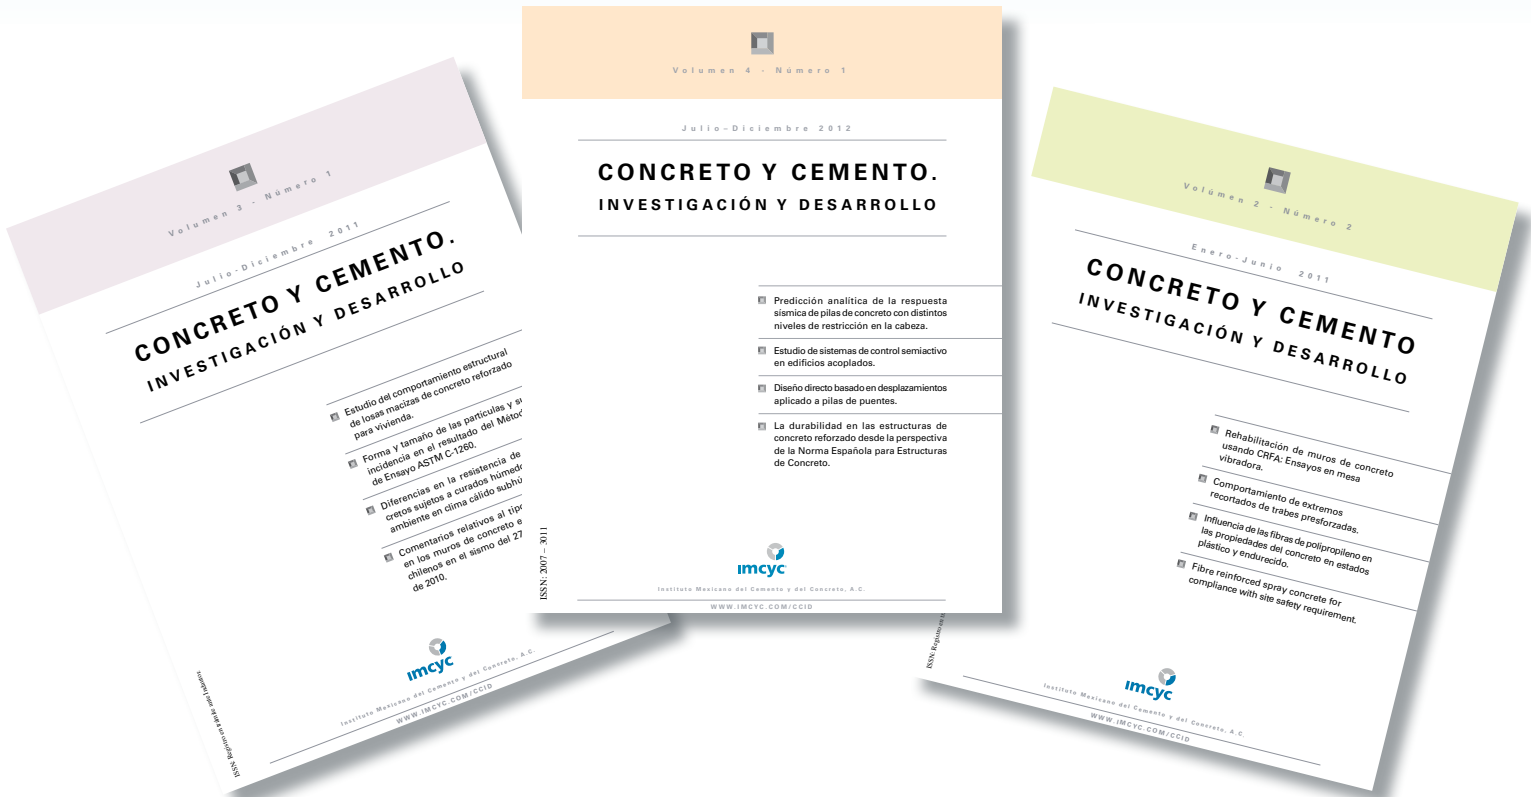 Volumen 3 - Número 1
Julio-Diciembre 2011
CONCRETO Y CEMENTO.
INVESTIGACIÓN Y DESARROLLO
Estudio del comportamiento estructural
de losas macizas de concreto reforzado
para vivienda.
Forma y tamaño de las partículas y su
incidencia en el resultado del
de Ensayo ASTM C-1260.
Diferencias en la resistencia de
cretos sujetos a curados
ambiente en clima cálido
Comentarios relativos al
en los muros de concreto
chilenos en el sismo del 27
de 2010.
imcyc
Instituto Mexicano del Cemento y del Concreto, A.C.
WWW.IMCYC.COM/CCID
ISSN: Registro en trámite ante Indautor.
Volumen 4 - Número 1
Julio–Diciembre 2012
CONCRETO Y CEMENTO.
INVESTIGACIÓN Y DESARROLLO
Predicción analítica de la respuesta
sísmica de pilas de concreto con distintos
niveles de restricción en la cabeza.
Estudio de sistemas de control semiactivo
en edificios acoplados.
Diseño directo basado en desplazamientos
aplicado a pilas de puentes.
La durabilidad en las estructuras de
concreto reforzado desde la perspectiva
de la Norma Española para Estructuras
de Concreto.
ISSN: 2007 – 3011
imcyc
Instituto Mexicano del Cemento y del Concreto, A.C.
WWW.IMCYC.COM/CCID
Volúmen 2 - Número 2
Enero-Junio 2011
CONCRETO Y CEMENTO
INVESTIGACIÓN Y DESARROLLO
Rehabilitación de muros de concreto
usando CRFA: Ensayos en mesa
vibradora.
Comportamiento de extremos
recortados de trabes presforzadas.
Influencia de las fibras de polipropileno en
las propiedades del concreto en estados
plástico y endurecido.
Fibre reinforced spray concrete for
compliance with site safety requirement.
ISSN: Registro en
imcyc
Instituto Mexicano del Cemento y del Concreto, A.C.
WWW.IMCYC.COM/CCID